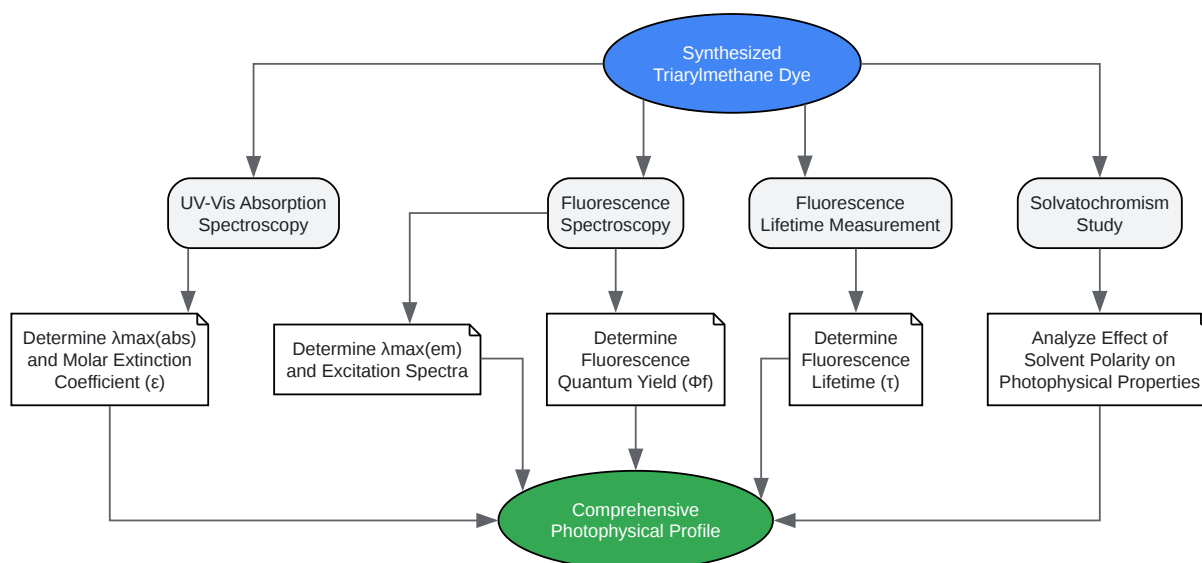 Synthesized
Triarylmethane Dye
UV-Vis Absorption
Spectroscopy
Fluorescence
Spectroscopy
Fluorescence
Lifetime Measurement
Solvatochromism
Study
Determine λmax(abs)
and Molar Extinction
Coefficient (ε)
Determine λmax(em)
and Excitation Spectra
Determine
Fluorescence
Quantum Yield (Φf)
Determine
Fluorescence
Lifetime (τ)
Analyze Effect of
Solvent Polarity on
Photophysical Properties
Comprehensive
Photophysical Profile